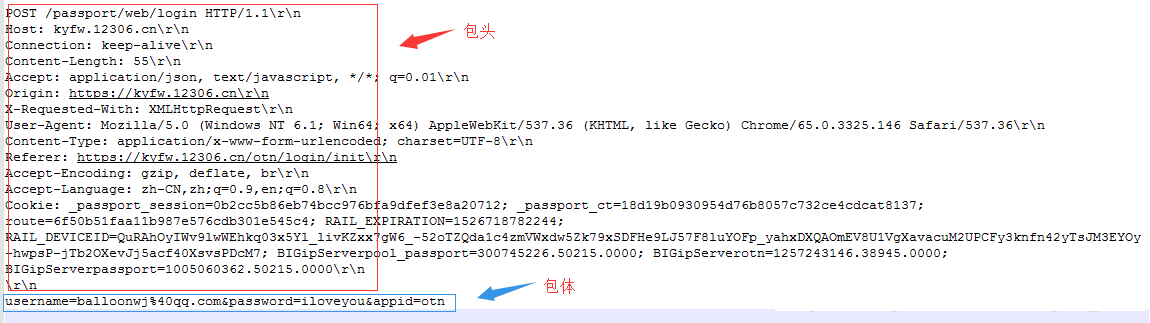 POST /passport/web/login HTTP/1.1\r\n
Host: kyfw.12306.cn\r\n
包头
Connection: keep-alive\r\n
Content-Length: 55\r\n
Accept: application/json, text/javascript, */*; q=0.01\r\n
Origin: https://kyfw.12306.cn\r\n
X-Requested-With: XMLHttpRequest\r\n
User-Agent: Mozilla/5.0 (Windows NT 6.1; Win64; x64) AppleWebKit/537.36 (KHTML, like Gecko) Chrome/65.0.3325.146 Safari/537.36\r\n
Content-Type: application/x-www-form-urlencoded; charset=UTF-8\r\n
Referer: https://kyfw.12306.cn/otn/login/init\r\n
Accept-Encoding: gzip, deflate, br\r\n
Accept-Language: zh-CN,zh;q=0.9,en;q=0.8\r\n
Cookie: _passport_session=0b2cc5b86eb74bcc976bfa9dfef3e8a20712; _passport_ct=18d19b0930954d76b8057c732ce4cdcat8137;
route=6f50b51faa11b987e576cdb301e545c4; RAIL_EXPIRATION=1526718782244;
RAIL_DEVICEID=QuRAhOyIWv9lwWEhkq03x5Yl_livKZxx7gW6_-52oTZQda1c4zmVWxdw5Zk79xSDFHe9LJ57F8luYOFp_yahxDXQAOmEV8U1VgXavacuM2UPCFy3knfn42yTsJM3EYOy
-hwpsP-jTb2OXevJj5acf40XsvsPDcM7; BIGipServerpool_passport=300745226.50215.0000; BIGipServerotn=1257243146.38945.0000;
BIGipServerpassport=1005060362.50215.0000\r\n
\r\n
包体
username=balloonwj%40qq.com&password=iloveyou&appid=otn